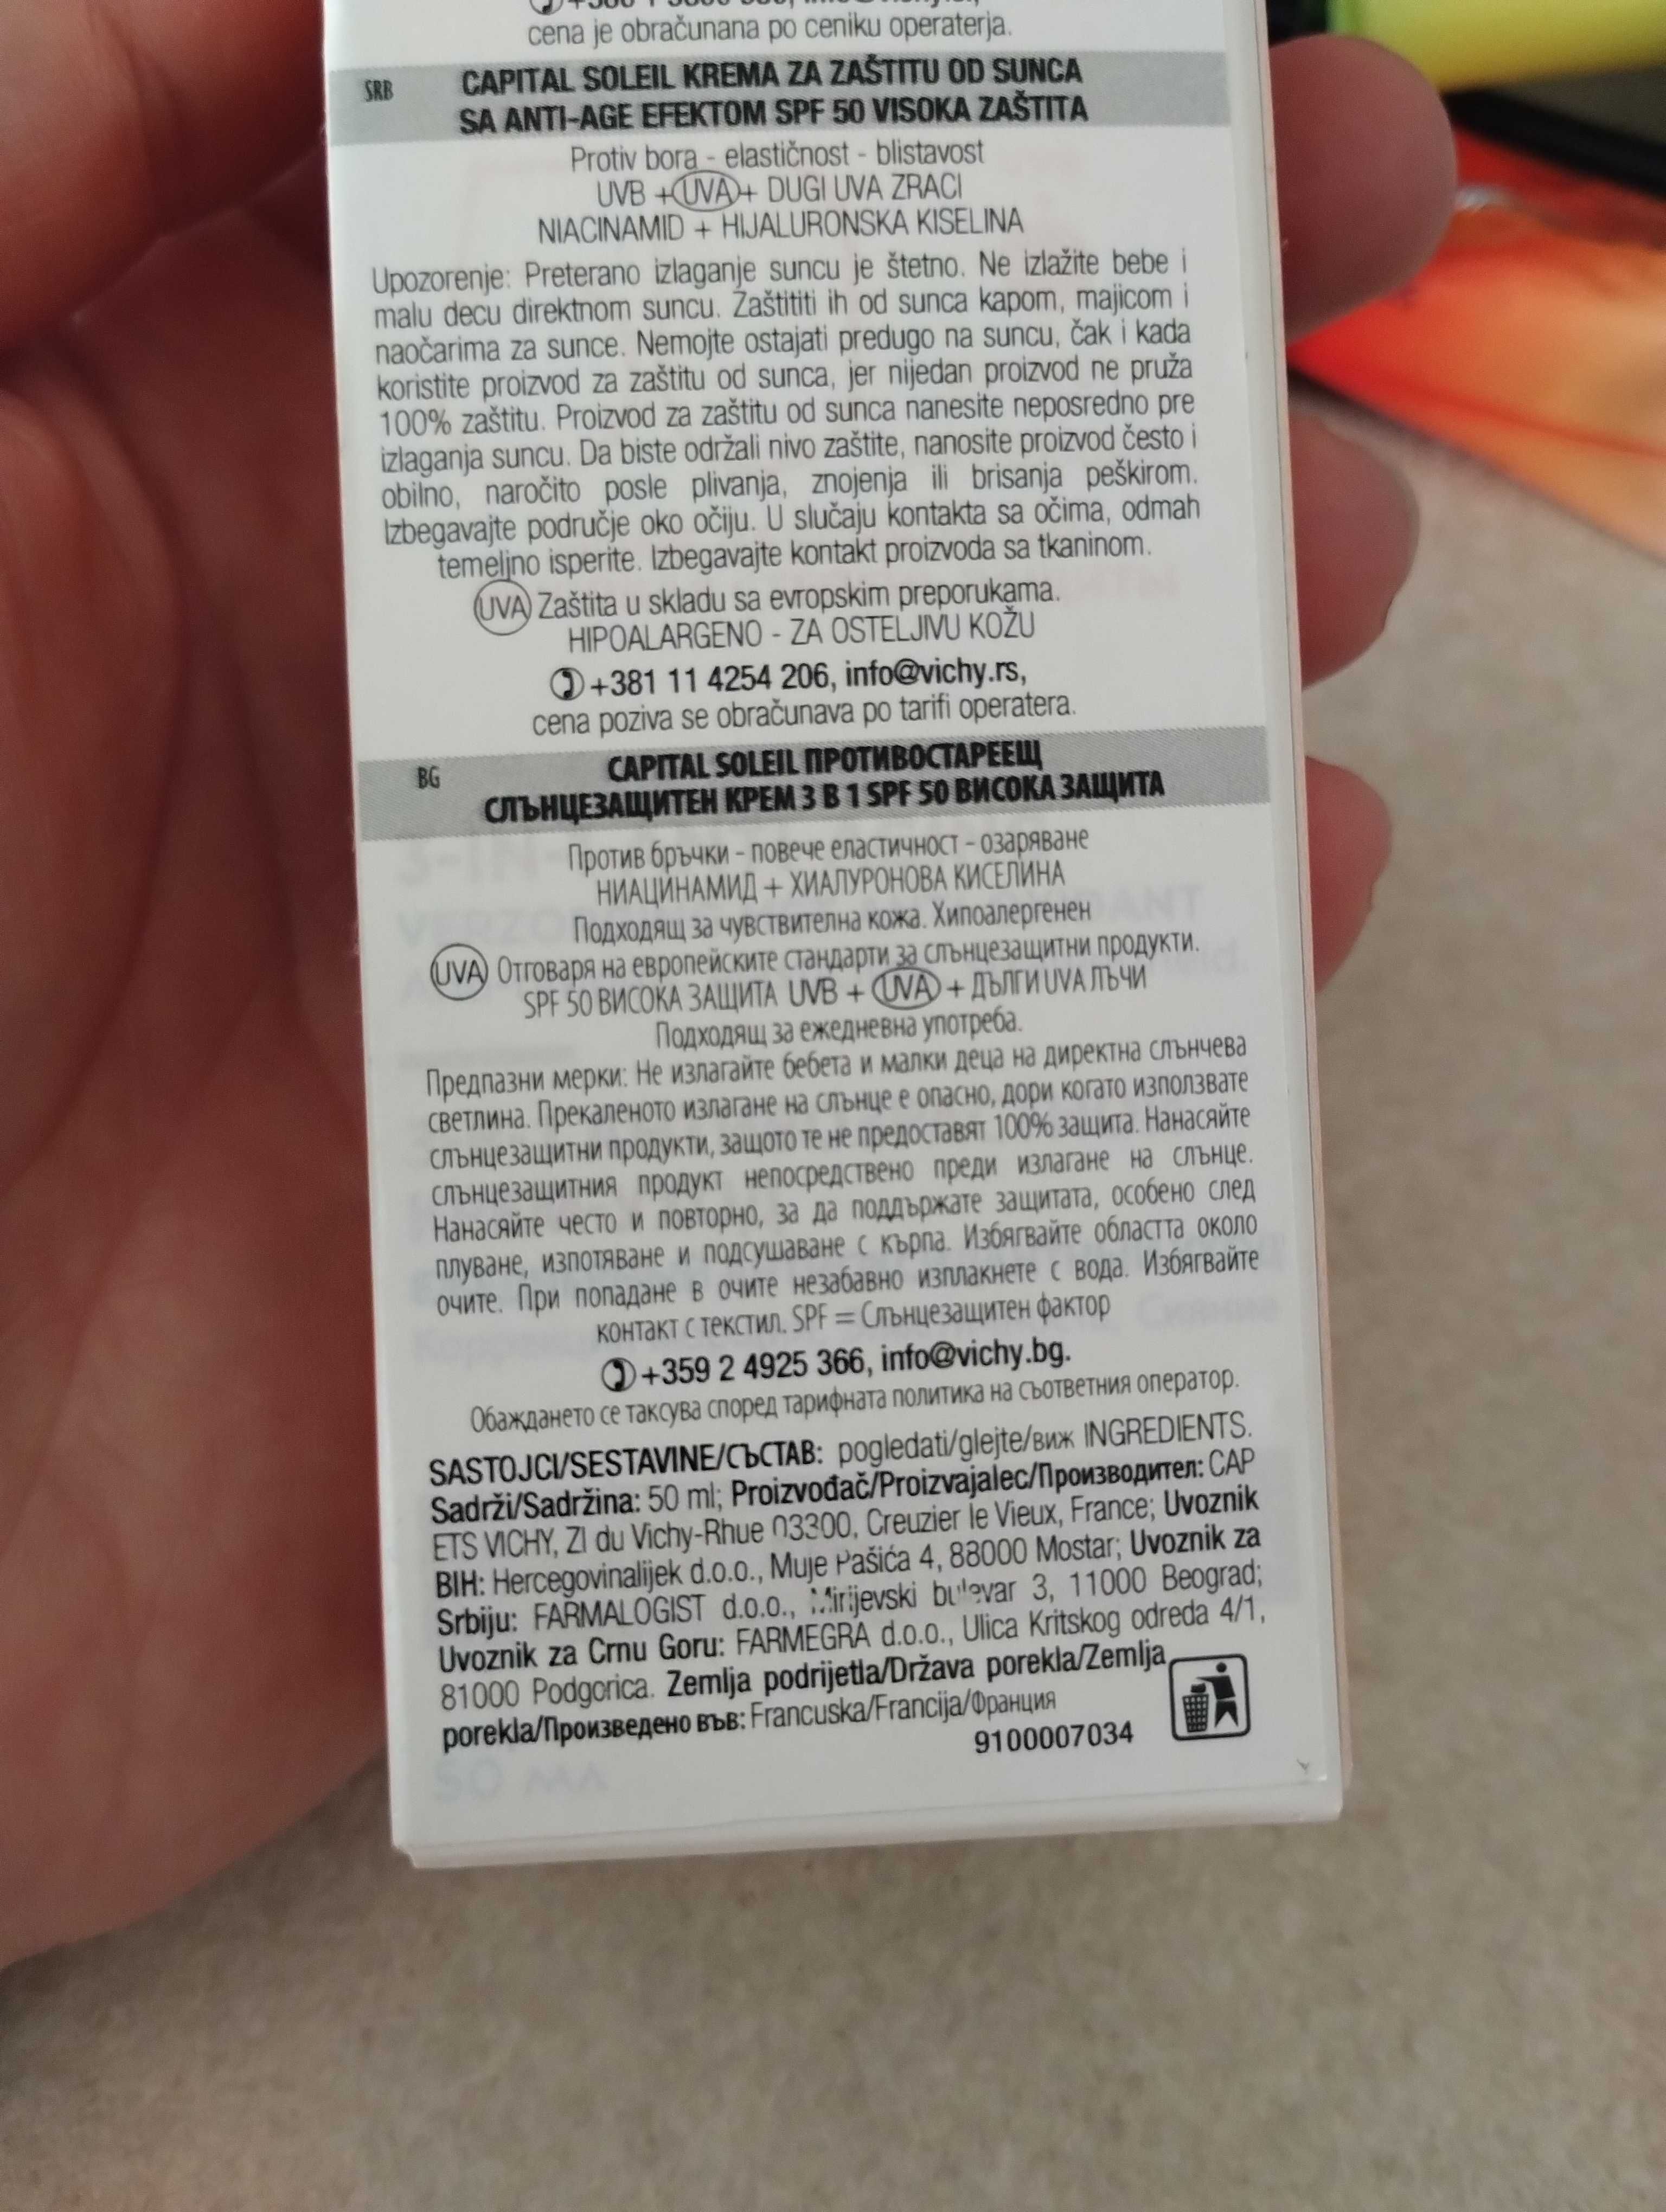 cena je obračunana po ceniku operaterja.
SRB
CAPITAL SOLEIL KREMA ZA ZAŠTITU OD SUNCA
SA ANTI-AGE EFEKTOM SPF 50 VISOKA ZAŠTITA
Protiv bora - elastičnost - blistavost
UVB + UVA + DUGI UVA ZRACI
NIACINAMID + HIJALURONSKA KISELINA
Upozorenje: Preterano izlaganje suncu je štetno. Ne izlažite bebe i
malu decu direktnom suncu. Zaštititi ih od sunca kapom, majicom i
naočarima za sunce. Nemojte ostajati predugo na suncu, čak i kada
koristite proizvod za zaštitu od sunca, jer nijedan proizvod ne pruža
100% zaštitu. Proizvod za zaštitu od sunca nanesite neposredno pre
izlaganja suncu. Da biste održali nivo zaštite, nanosite proizvod često i
obilno, naročito posle plivanja, znojenja ili brisanja peškirom.
Izbegavajte područje oko očiju. U slučaju kontakta sa očima, odmah
temeljno isperite. Izbegavajte kontakt proizvoda sa tkaninom.
UVA Zaštita u skladu sa evropskim preporukama.
HIPOALARGENO - ZA OSTELJIVU KOŽU
+381 11 4254 206, info@vichy.rs,
cena poziva se obračunava po tarifi operatera.
BG
CAPITAL SOLEIL ПРОТИВОСТАРЕЕЩ
СЛЪНЦЕЗАЩИТЕН КРЕМ 3 В 1 SPF 50 ВИСОКА ЗАЩИТА
Против бръчки - повече еластичност - озаряване
НИАЦИНАМИД + ХИАЛУРОНОВА КИСЕЛИНА
Подходящ за чувствителна кожа. Хипоалергенен
UVA Отговаря на европейските стандарти за слънцезащитни продукти.
SPF 50 ВИСОКА ЗАЩИТА UVB + UVA + ДЪЛГИ UVA ЛЪЧИ
Подходящ за ежедневна употреба.
Предпазни мерки: Не излагайте бебета и малки деца на директна слънчева
светлина. Прекаленото излагане на слънце е опасно, дори когато използвате
слънцезащитни продукти, защото те не предоставят 100% защита. Нанасяйте
слънцезащитния продукт непосредствено преди излагане на слънце.
Нанасяйте често и повторно, за да поддържате защитата, особено след
плуване, изпотяване и подсушаване с кърпа. Избягвайте областта около
очите. При попадане в очите незабавно изплакнете с вода. Избягвайте
контакт с текстил. SPF = Слънцезащитен фактор
+359 2 4925 366, info@vichy.bg.
Обаждането се таксува според тарифната политика на съответния оператор.
SASTOJCI/SESTAVINE/СЪСТАВ: pogledati/glejte/виж INGREDIENTS.
Sadrži/Sadržina: 50 ml; Proizvođač/Proizvajalec/Производител: CAP
ETS VICHY, ZI du Vichy-Rhue 03300, Creuzier le Vieux, France; Uvoznik
BIH: Hercegovinalijek d.o.o., Muje Pašića 4, 88000 Mostar; Uvoznik za
Srbiju: FARMALOGIST d.o.o., Mirijevski bulevar 3, 11000 Beograd;
Uvoznik za Crnu Goru: FARMEGRA d.o.o., Ulica Kritskog odreda 4/1,
81000 Podgorica. Zemlja podrijetla/Država porekla/Zemlja
porekla/Произведено във: Francuska/Francija/Франция
9100007034